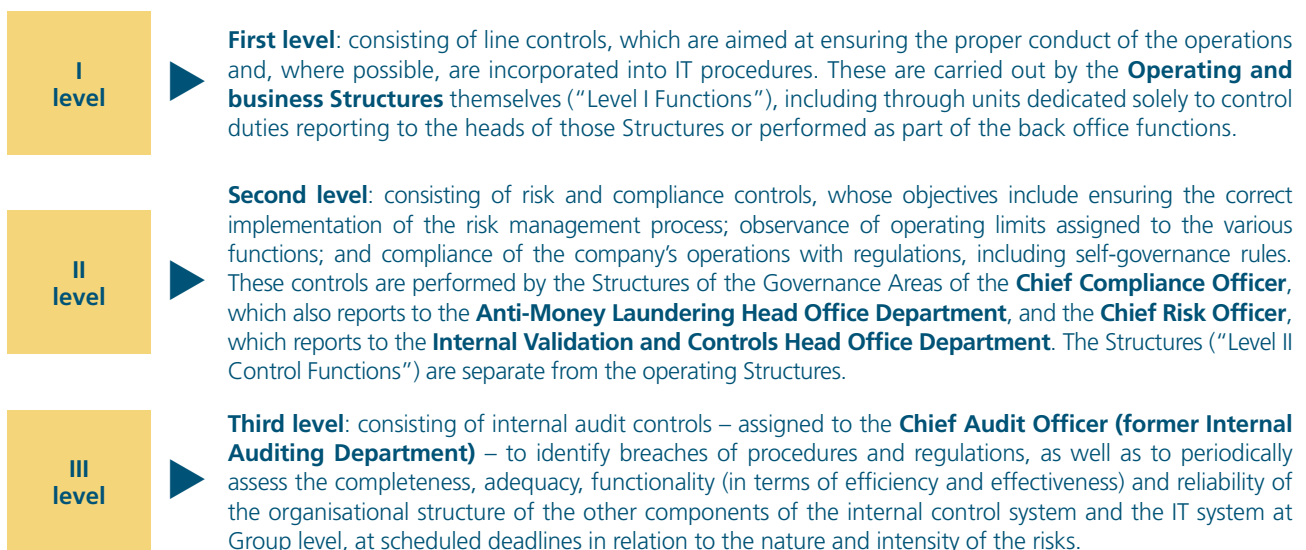 I
level
First level: consisting of line controls, which are aimed at ensuring the proper conduct of the operations
and, where possible, are incorporated into IT procedures. These are carried out by the Operating and
business Structures themselves (“Level I Functions”), including through units dedicated solely to control
duties reporting to the heads of those Structures or performed as part of the back office functions.
II
level
Second level: consisting of risk and compliance controls, whose objectives include ensuring the correct
implementation of the risk management process; observance of operating limits assigned to the various
functions; and compliance of the company’s operations with regulations, including self-governance rules.
These controls are performed by the Structures of the Governance Areas of the Chief Compliance Officer,
which also reports to the Anti-Money Laundering Head Office Department, and the Chief Risk Officer,
which reports to the Internal Validation and Controls Head Office Department. The Structures (“Level II
Control Functions”) are separate from the operating Structures.
III
level
Third level: consisting of internal audit controls – assigned to the Chief Audit Officer (former Internal
Auditing Department) – to identify breaches of procedures and regulations, as well as to periodically
assess the completeness, adequacy, functionality (in terms of efficiency and effectiveness) and reliability of
the organisational structure of the other components of the internal control system and the IT system at
Group level, at scheduled deadlines in relation to the nature and intensity of the risks.